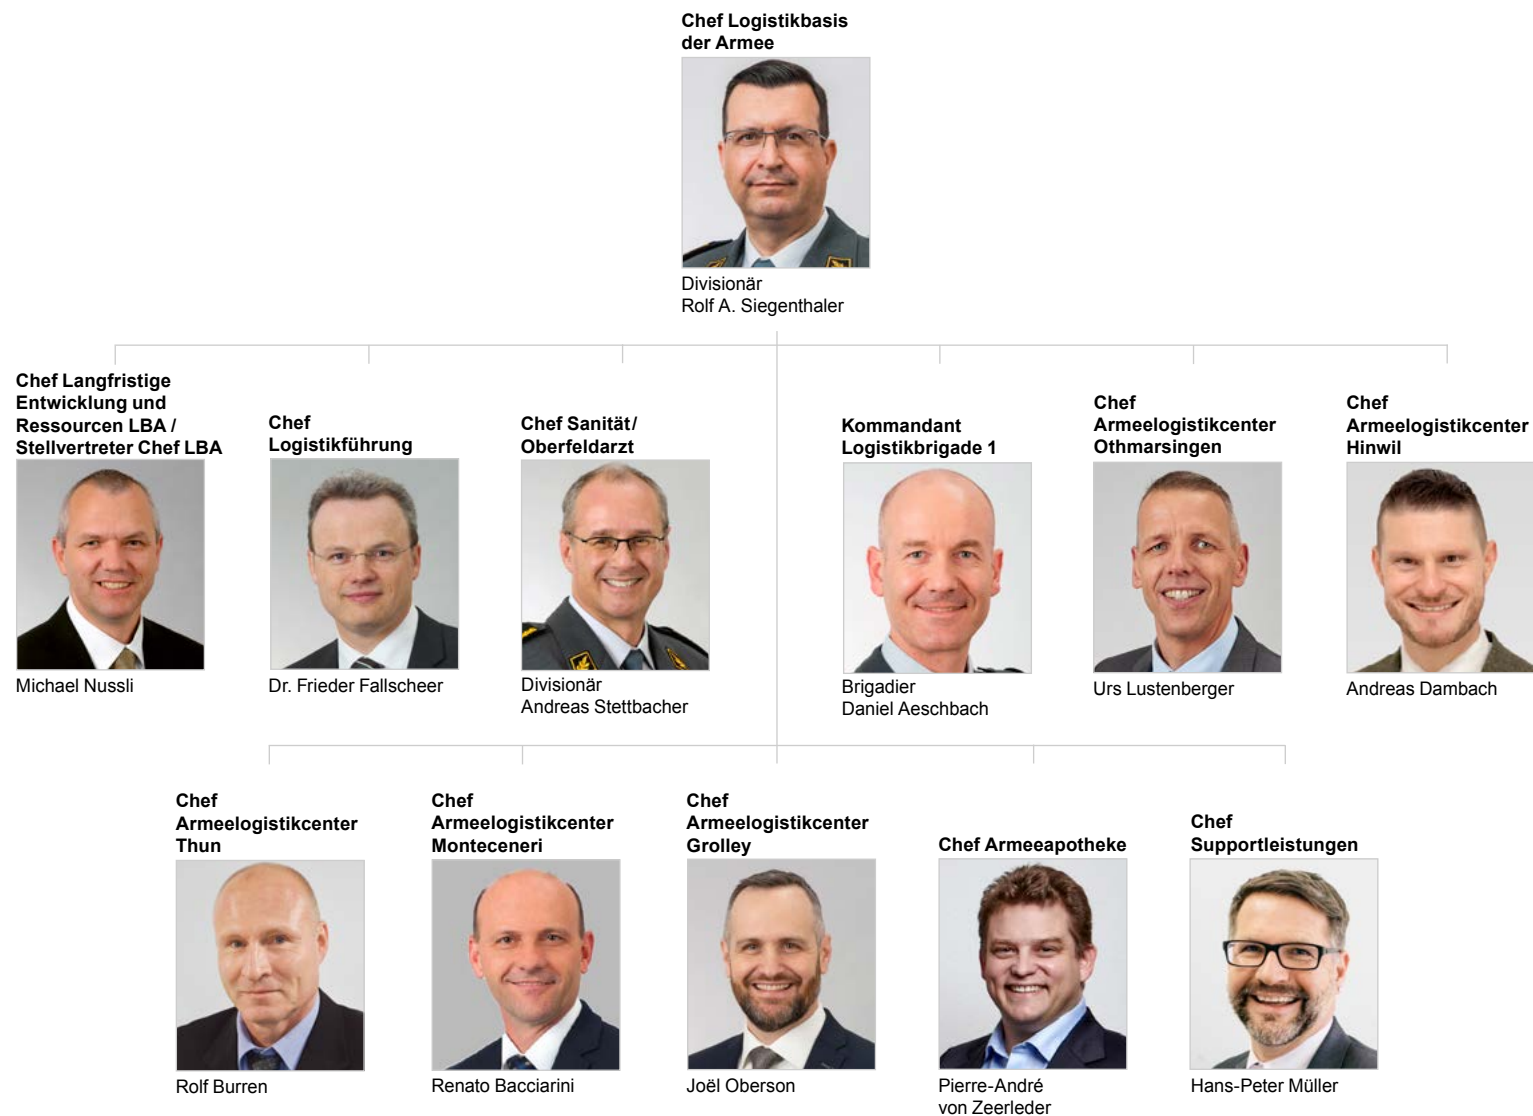 Chef Logistikbasis
der Armee
Divisionär
Rolf A. Siegenthaler
Chef Langfristige
Entwicklung und
Ressourcen LBA /
Stellvertreter Chef LBA
Michael Nussli
Chef
Logistikführung
Dr. Frieder Fallscheer
Chef Sanität/
Oberfeldarzt
Divisionär
Andreas Stettbacher
Kommandant
Logistikbrigade 1
Brigadier
Daniel Aeschbach
Chef
Armeelogistikcenter
Othmarsingen
Urs Lustenberger
Chef
Armeelogistikcenter
Hinwil
Andreas Dambach
Chef
Armeelogistikcenter
Thun
Rolf Burren
Chef
Armeelogistikcenter
Monteceneri
Renato Bacciarini
Chef
Armeelogistikcenter
Grolley
Joël Oberson
Chef Armeeapotheke
Pierre-André
von Zeerleder
Chef
Supportleistungen
Hans-Peter Müller